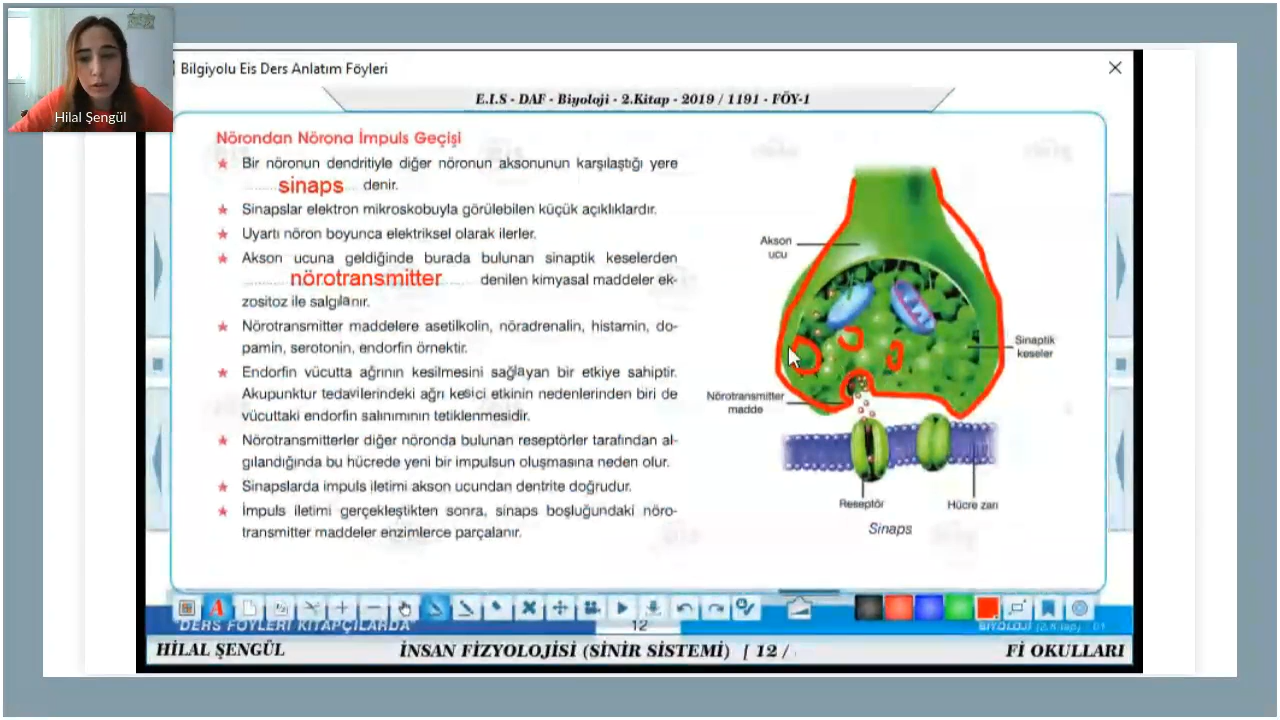 Hilal Şengül
Bilgiyolu Eis Ders Anlatım Föyleri
E.I.S - DAF - Biyoloji - 2.Kitap - 2019 / 1191 - FÖY-1
Nörondan Nörona İmpuls Geçişi
Bir nöronun dendritiyle diğer nöronun aksonunun karşılaştığı yere
sinaps denir.
Sinapslar elektron mikroskobuyla görülebilen küçük açıklıklardır.
Uyartı nöron boyunca elektriksel olarak ilerler.
Akson ucuna geldiğinde burada bulunan sinaptik keselerden
nörotransmitter denilen kimyasal maddeler ek-
zositoz ile salgılanır.
Nörotransmitter maddelere asetilkolin, nöradrenalin, histamin, do-
pamin, serotonin, endorfin örnektir.
Endorfin vücutta ağrının kesilmesini sağlayan bir etkiye sahiptir.
Akupunktur tedavilerindeki ağrı kesici etkinin nedenlerinden biri de
vücuttaki endorfin salınımının tetiklenmesidir.
Nörotransmitterler diğer nöronda bulunan reseptörler tarafından al-
gılandığında bu hücrede yeni bir impulsun oluşmasına neden olur.
Sinapslarda impuls iletimi akson ucundan dentrite doğrudur.
İmpuls iletimi gerçekleştikten sonra, sinaps boşluğundaki nöro-
transmitter maddeler enzimlerce parçalanır.
Akson
ucu
Sinaptik
keseler
Nörotransmitter
madde
Reseptör
Hücre zarı
Sinaps
DERS FÖYLERİ KİTAPÇILARDA
12
HİLAL ŞENGÜL
İNSAN FİZYOLOJİSİ (SİNİR SİSTEMİ) [ 12 /
Fİ OKULLARI